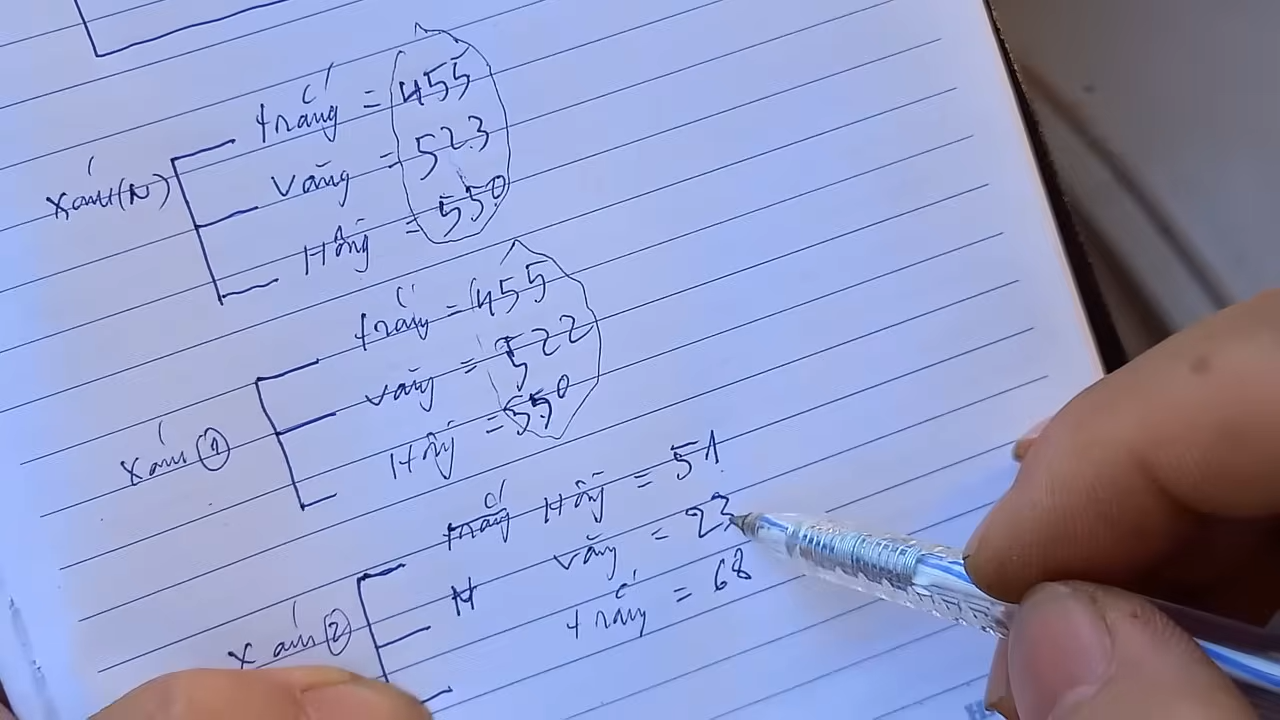 trắng = 455
Xám (N) vàng = 523
Hồng = 550
trắng = 455
Xám ① vàng = 522
Hồng = 550
trắng Hồng = 51
H vàng = 23
Xám ② trắng = 68